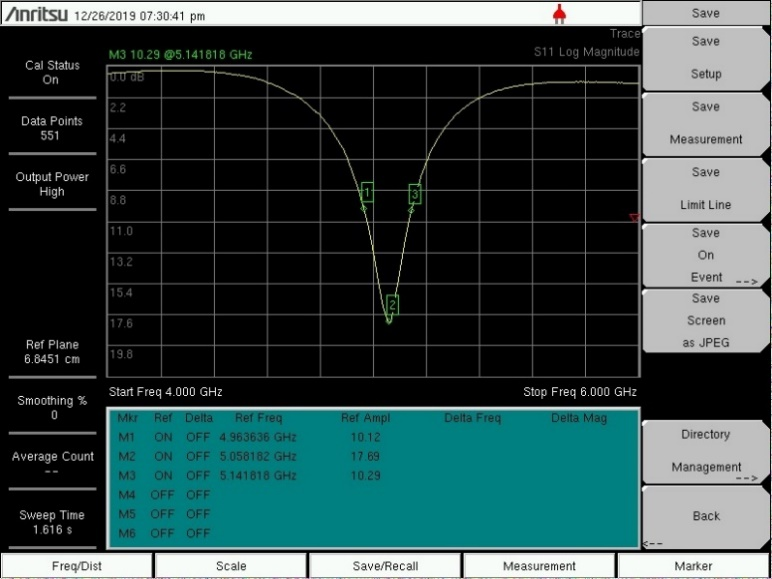 /Inritsu 12/26/2019 07:30:41 pm
Save
Trace
M3 10.29 @5.141818 GHz
S11 Log Magnitude
Cal Status
On
Data Points
551
Output Power
High
Ref Plane
6.8451 cm
Smoothing %
0
Average Count
--
Sweep Time
1.616 s
0.0 dB
2.2
4.4
6.6
8.8
11.0
13.2
15.4
17.6
19.8
1
3
2
Start Freq 4.000 GHz
Stop Freq 6.000 GHz
Mkr Ref Delta Ref Freq Ref Ampl Delta Freq Delta Mag
M1 ON OFF 4.963636 GHz 10.12
M2 ON OFF 5.058182 GHz 17.69
M3 ON OFF 5.141818 GHz 10.29
M4 OFF OFF
M5 OFF OFF
M6 OFF OFF
Save
Setup
Save
Measurement
Save
Limit Line
Save
On
Event -->
Save
Screen
as JPEG
Directory
Management -->
Back
<--
Freq/Dist
Scale
Save/Recall
Measurement
Marker